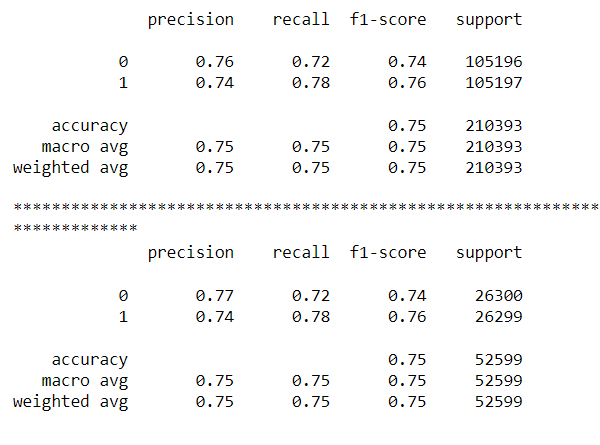 precision recall f1-score support
0 0.76 0.72 0.74 105196
1 0.74 0.78 0.76 105197
accuracy 0.75 210393
macro avg 0.75 0.75 0.75 210393
weighted avg 0.75 0.75 0.75 210393
*************************************************************
*************
precision recall f1-score support
0 0.77 0.72 0.74 26300
1 0.74 0.78 0.76 26299
accuracy 0.75 52599
macro avg 0.75 0.75 0.75 52599
weighted avg 0.75 0.75 0.75 52599